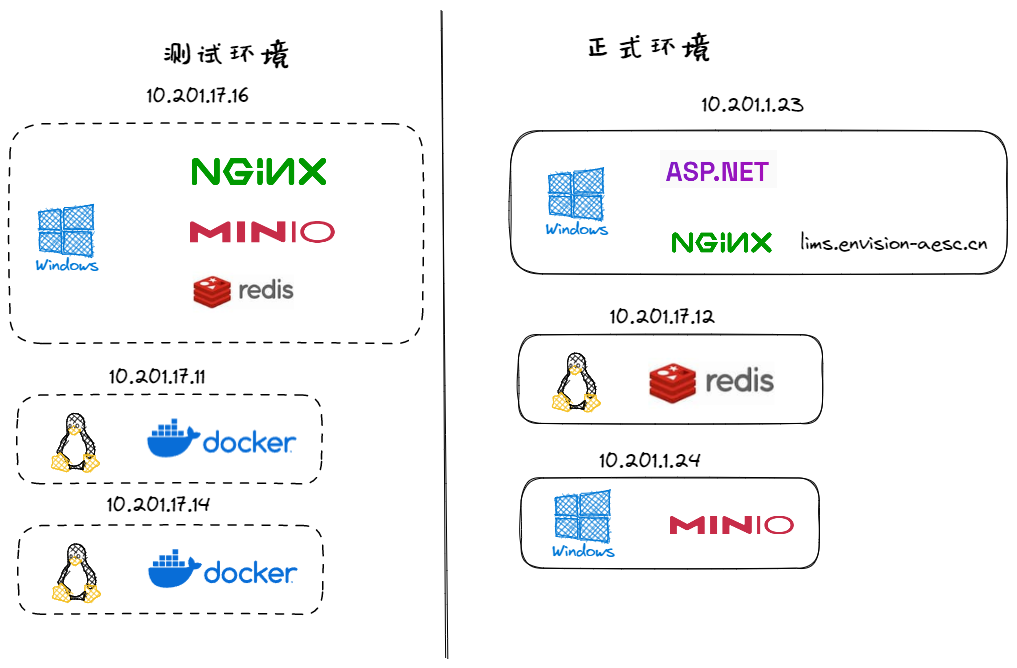 测试环境
10.201.17.16
NGINX
Windows
MINIO
redis
10.201.17.11
docker
10.201.17.14
docker
正式环境
10.201.1.23
ASP.NET
Windows
NGINX lims.envision-aesc.cn
10.201.17.12
redis
10.201.1.24
Windows
MINIO